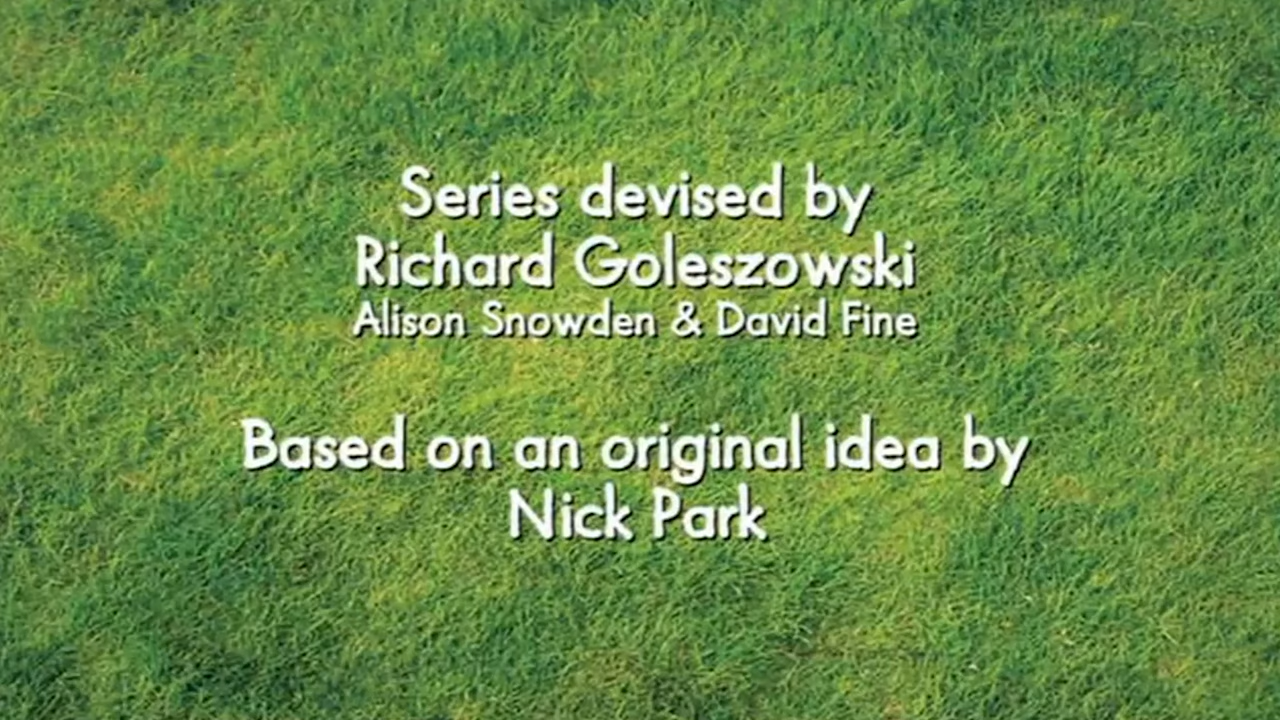 Series devised by
Richard Goleszowski
Alison Snowden & David Fine
Based on an original idea by
Nick Park